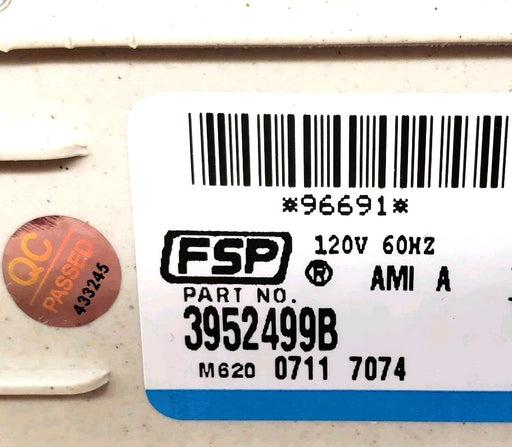 *96691*
FSP
®
120V 60HZ
AMI A
PART NO.
3952499B
M620 0711 7074
QC
PASSED
433245